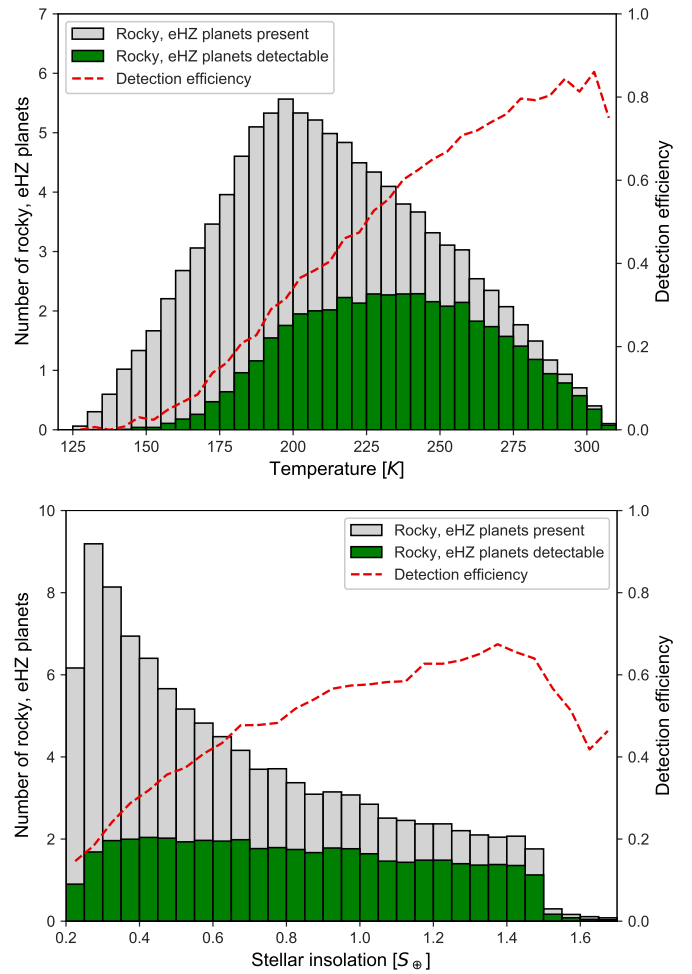 7
6
5
4
3
2
1
0
Number of rocky, eHZ planets
Rocky, eHZ planets present
Rocky, eHZ planets detectable
Detection efficiency
1.0
0.8
0.6
0.4
0.2
0.0
Detection efficiency
125 150 175 200 225 250 275 300
Temperature [K]
10
8
6
4
2
0
Number of rocky, eHZ planets
Rocky, eHZ planets present
Rocky, eHZ planets detectable
Detection efficiency
1.0
0.8
0.6
0.4
0.2
0.0
Detection efficiency
0.2 0.4 0.6 0.8 1.0 1.2 1.4 1.6
Stellar insolation [S⊕]